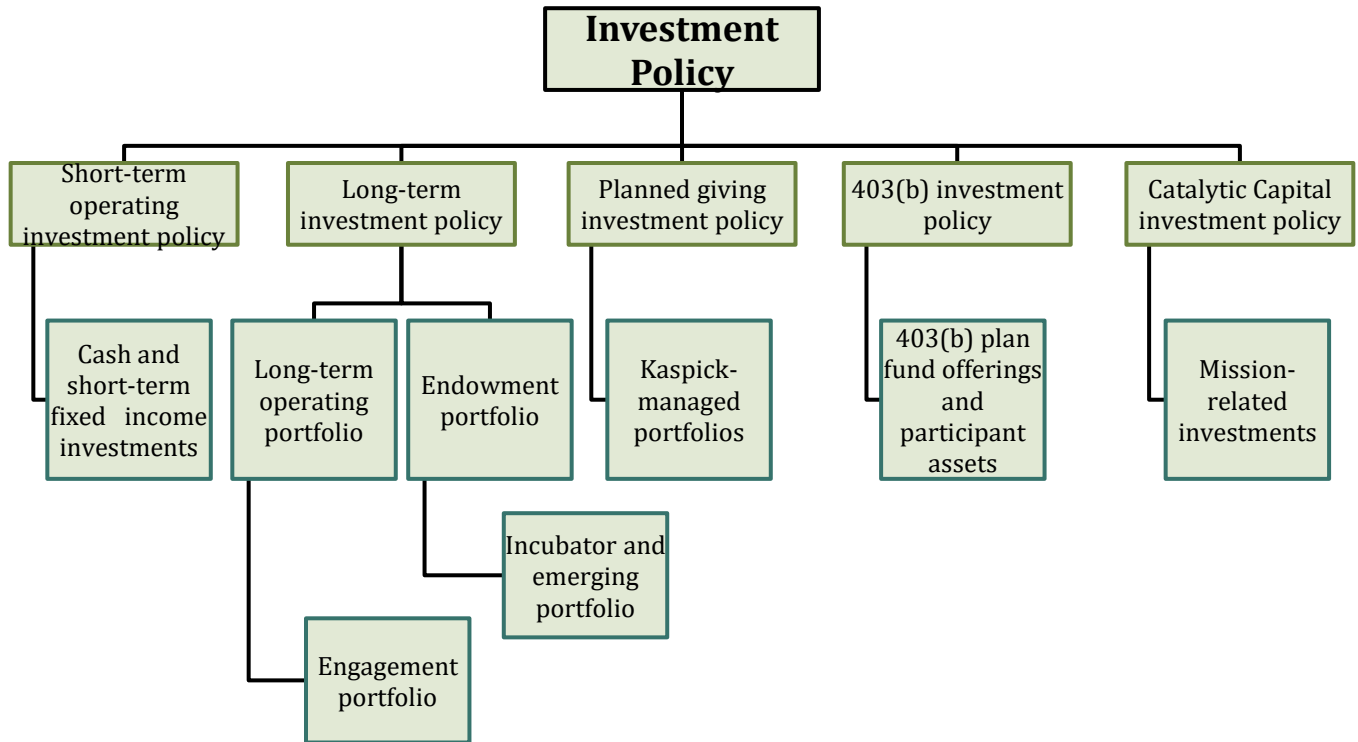 Investment
Policy
Short-term
operating
investment policy
Long-term
investment policy
Planned giving
investment policy
403(b) investment
policy
Catalytic Capital
investment policy
Cash and
short-term
fixed income
investments
Long-term
operating
portfolio
Endowment
portfolio
Kaspick-
managed
portfolios
403(b) plan
fund offerings
and
participant
assets
Mission-
related
investments
Incubator and
emerging
portfolio
Engagement
portfolio